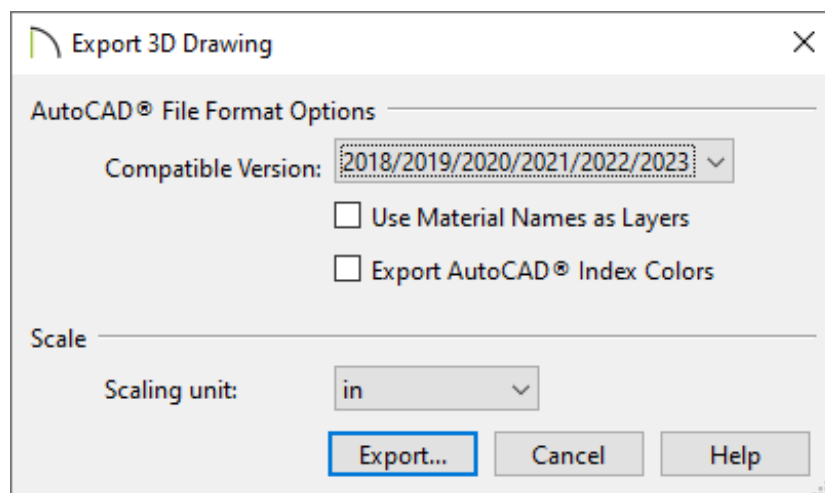 Export 3D Drawing
AutoCAD® File Format Options
Compatible Version: 2018/2019/2020/2021/2022/2023
Use Material Names as Layers
Export AutoCAD® Index Colors
Scale
Scaling unit: in
Export... Cancel Help